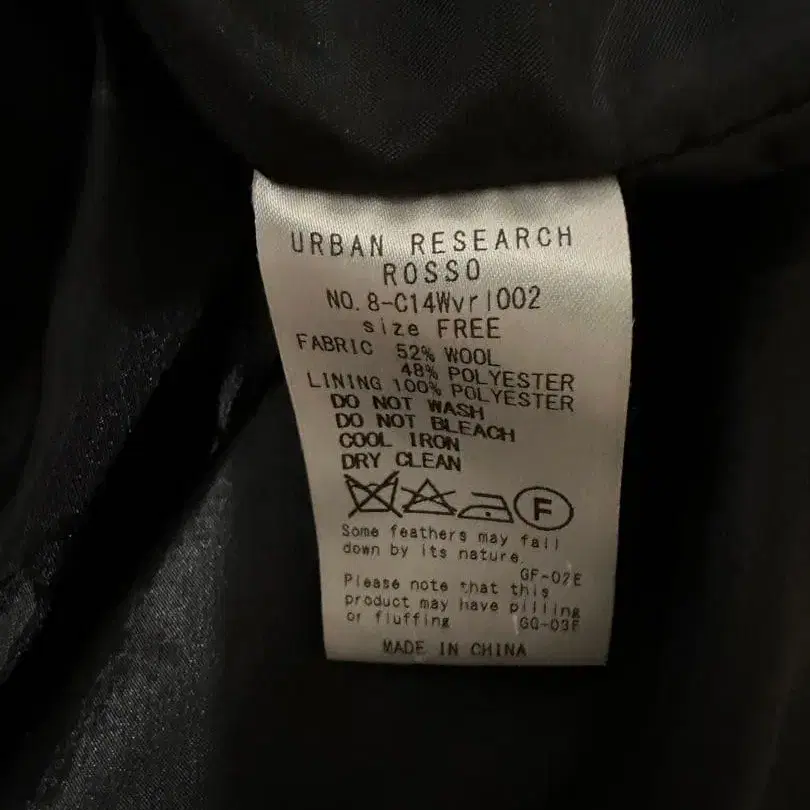 URBAN RESEARCH
ROSSO
NO. 8-C14Wvr1002
size FREE
FABRIC 52% WOOL
48% POLYESTER
LINING 100% POLYESTER
DO NOT WASH
DO NOT BLEACH
COOL IRON
DRY CLEAN
F
Some feathers may fall
down by its nature.
GF-02E
Please note that this
product may have pilling
or fluffing GQ-03F
MADE IN CHINA